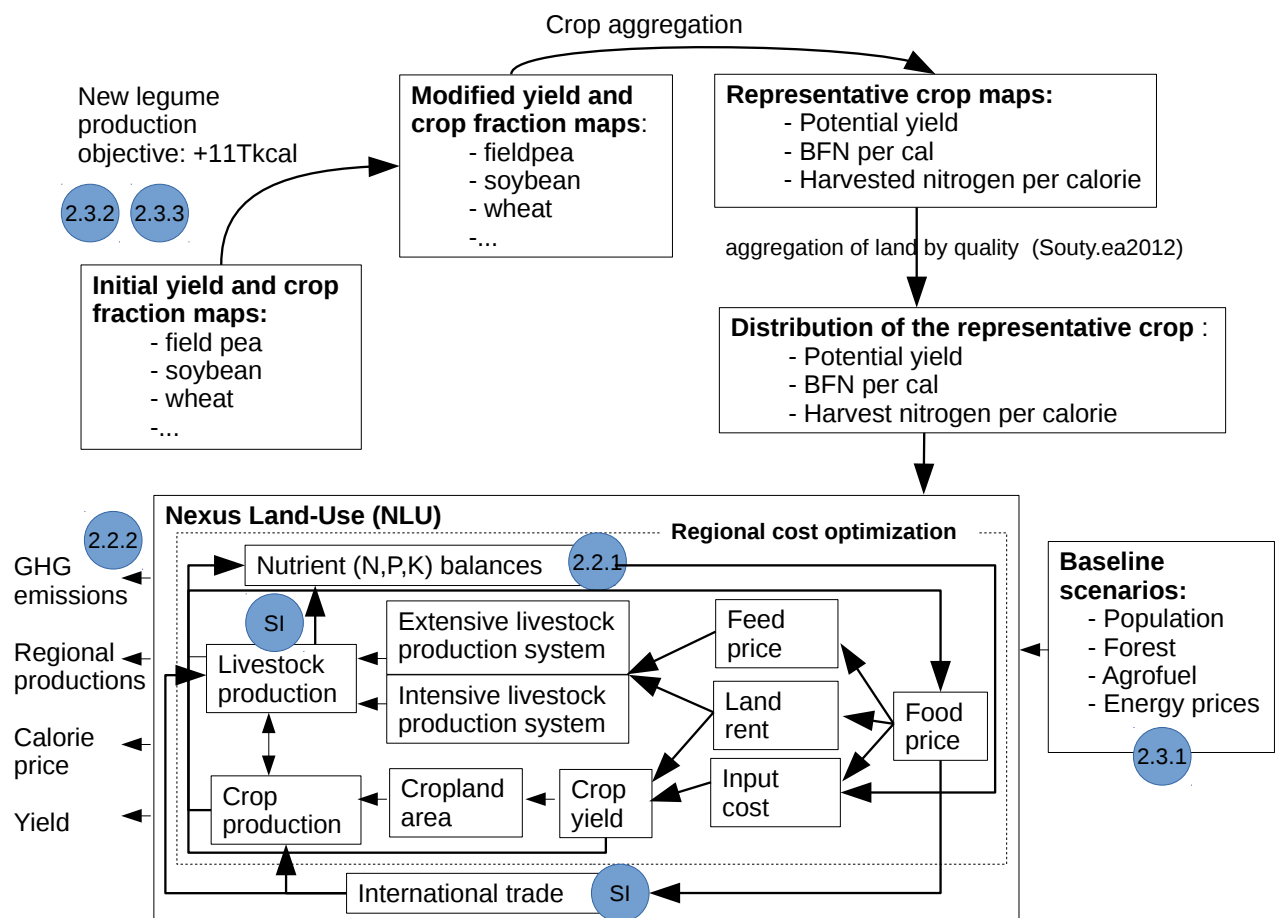 Crop aggregation
New legume
production
objective: +11Tkcal
2.3.2
2.3.3
Modified yield and
crop fraction maps:
- fieldpea
- soybean
- wheat
-...
Representative crop maps:
- Potential yield
- BFN per cal
- Harvested nitrogen per calorie
aggregation of land by quality (Souty.ea2012)
Initial yield and crop
fraction maps:
- field pea
- soybean
- wheat
-...
Distribution of the representative crop :
- Potential yield
- BFN per cal
- Harvest nitrogen per calorie
Nexus Land-Use (NLU)
Regional cost optimization
2.2.2
GHG
emissions
Regional
productions
Calorie
price
Yield
Nutrient (N,P,K) balances
2.2.1
SI
Livestock
production
Extensive livestock
production system
Intensive livestock
production system
Feed
price
Land
rent
Food
price
Crop
production
Cropland
area
Crop
yield
Input
cost
International trade
SI
Baseline
scenarios:
- Population
- Forest
- Agrofuel
- Energy prices
2.3.1